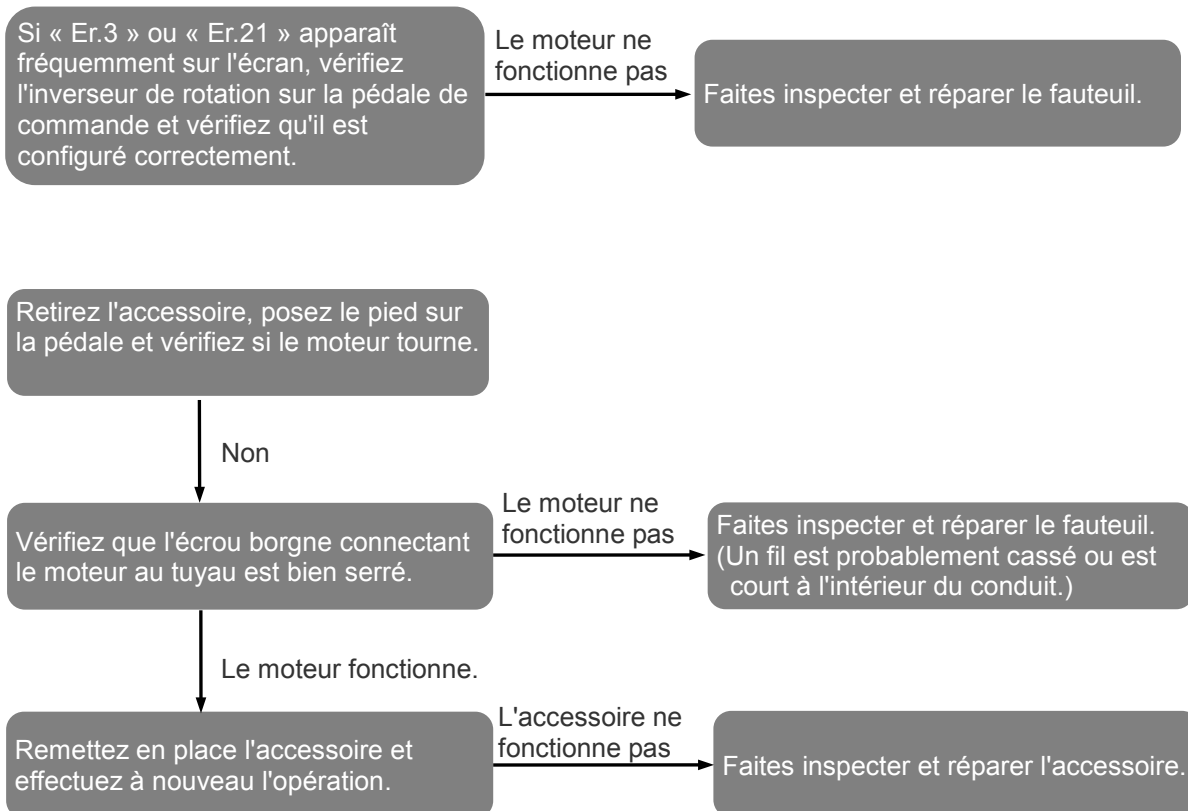 Si « Er.3 » ou « Er.21 » apparaît
fréquemment sur l'écran, vérifiez
l'inverseur de rotation sur la pédale de
commande et vérifiez qu'il est
configuré correctement.
Le moteur ne
fonctionne pas
Faites inspecter et réparer le fauteuil.
Retirez l'accessoire, posez le pied sur
la pédale et vérifiez si le moteur tourne.
Non
Vérifiez que l'écrou borgne connectant
le moteur au tuyau est bien serré.
Le moteur ne
fonctionne pas
Faites inspecter et réparer le fauteuil.
(Un fil est probablement cassé ou est
court à l'intérieur du conduit.)
Le moteur fonctionne.
Remettez en place l'accessoire et
effectuez à nouveau l'opération.
L'accessoire ne
fonctionne pas
Faites inspecter et réparer l'accessoire.